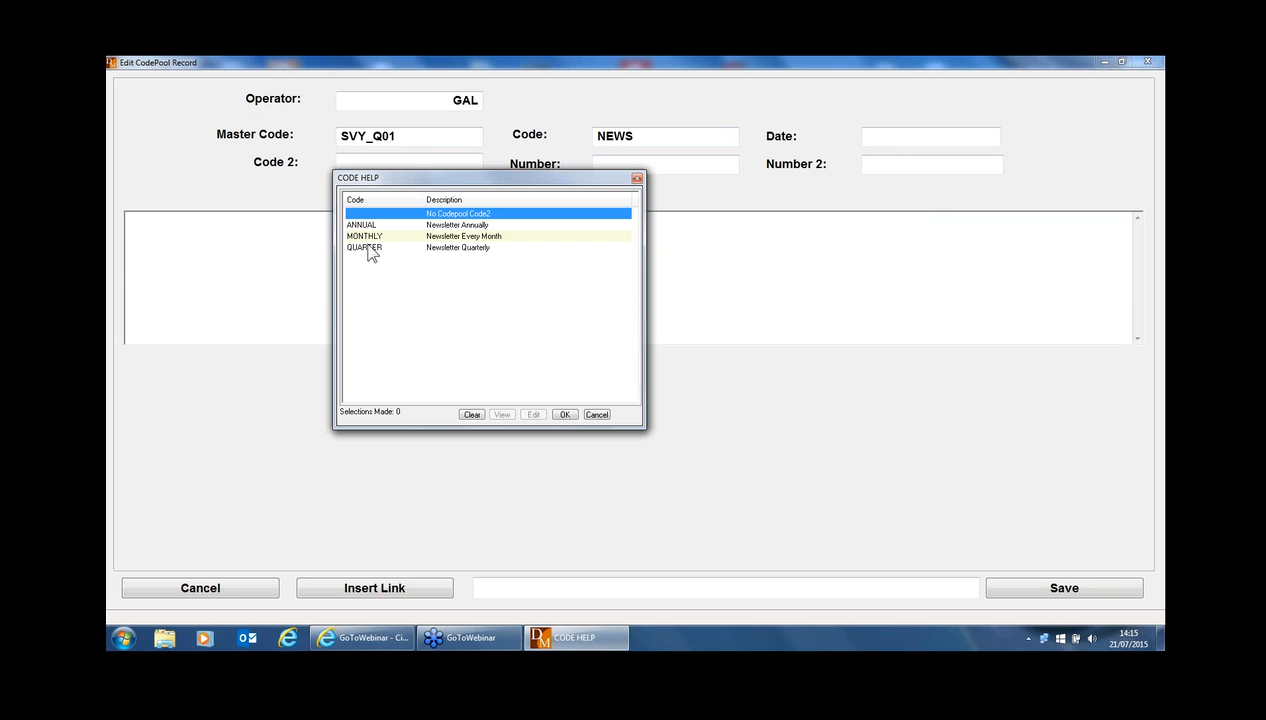 Edit CodePool Record
Operator: GAL
Master Code: SVY_Q01 Code: NEWS Date:
Code 2: Number: Number 2:
CODE HELP
Code Description
No Codepool Code2
ANNUAL Newsletter Annually
MONTHLY Newsletter Every Month
QUARTER Newsletter Quarterly
Selections Made: 0 Clear View Edit OK Cancel
Cancel Insert Link Save
GoToWebinar - Ci... GoToWebinar DM CODE HELP 14:15
21/07/2015